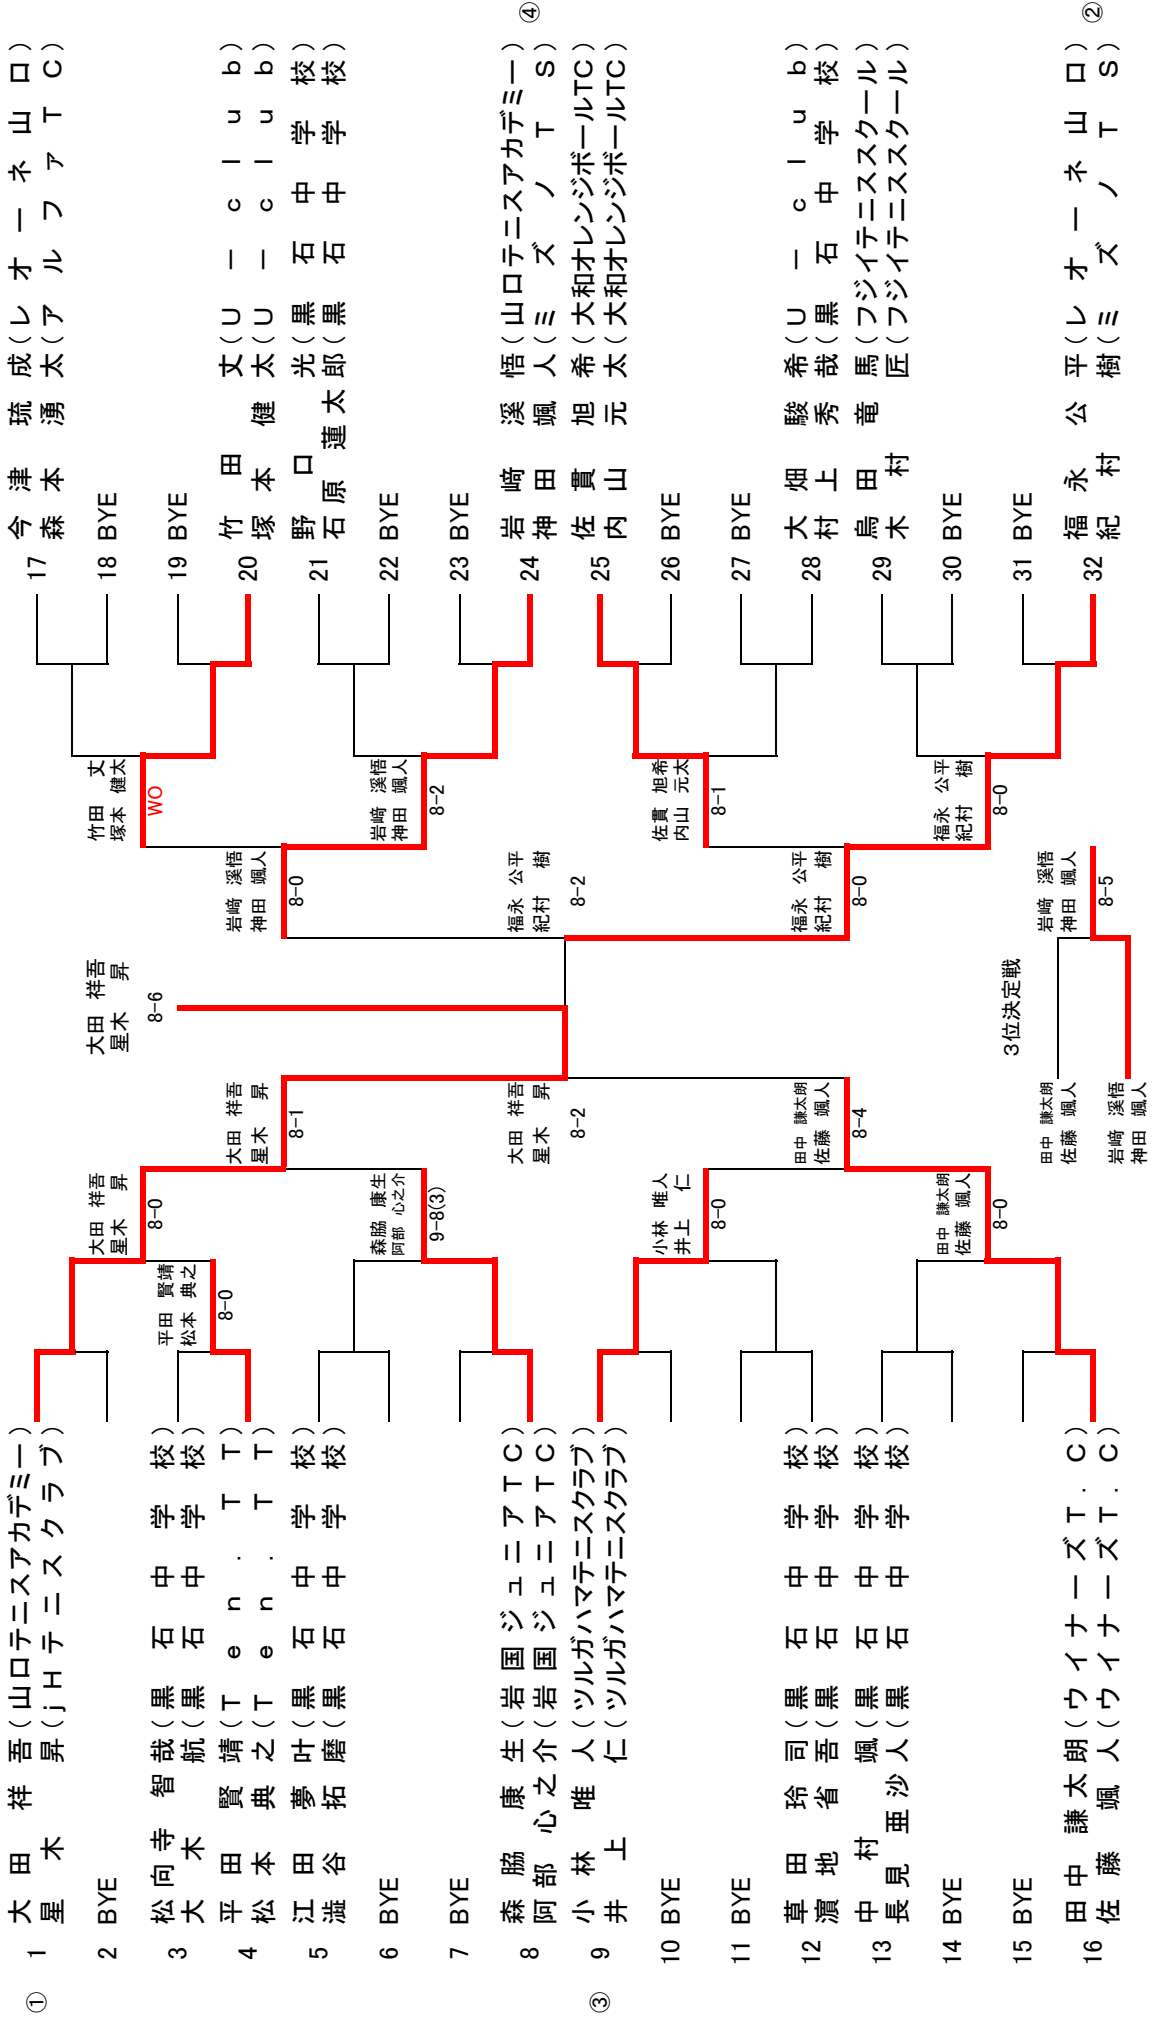 ① 1 大田 祥吾(山口テニスアカデミー)
星木 昇(jHテニスクラブ)
2 BYE
3 松向寺 智哉(黒石中学校)
大木 航(黒石中学校)
4 平田 賢靖(Ten.TT)
松本 典之(Ten.TT)
5 江田 夢叶(黒石中学校)
澁谷 拓磨(黒石中学校)
6 BYE
7 BYE
8 森脇 康生(岩国ジュニアTC)
阿部 心之介(岩国ジュニアTC)
③ 9 小林 唯人(ツルガハマテニスクラブ)
井上 仁(ツルガハマテニスクラブ)
10 BYE
11 BYE
12 草田 玲司(黒石中学校)
濵地 省吾(黒石中学校)
13 中村 颯(黒石中学校)
長見 亜沙人(黒石中学校)
14 BYE
15 BYE
16 田中 謙太朗(ウイナーズT.C)
佐藤 颯人(ウイナーズT.C)
平田 賢靖
松本 典之
8-0
大田 祥吾
星木 昇
8-0
森脇 康生
阿部 心之介
9-8(3)
小林 唯人
井上 仁
8-0
田中 謙太朗
佐藤 颯人
8-0
大田 祥吾
星木 昇
8-1
田中 謙太朗
佐藤 颯人
8-4
大田 祥吾
星木 昇
8-2
大田 祥吾
星木 昇
8-6
福永 公平
紀村 樹
8-2
岩﨑 溪悟
神田 颯人
8-0
福永 公平
紀村 樹
8-0
竹田 丈
塚本 健太
WO
岩﨑 溪悟
神田 颯人
8-2
佐貫 旭希
内山 元太
8-1
福永 公平
紀村 樹
8-0
17 今津 琉成(レオーネ山口)
森本 湧太(アルファTC)
18 BYE
19 BYE
20 竹田 丈(U-club)
塚本 健太(U-club)
21 野口 光(黒石中学校)
石原 蓮太郎(黒石中学校)
22 BYE
23 BYE
24 岩﨑 溪悟(山口テニスアカデミー) ④
神田 颯人(ミズノTS)
25 佐貫 旭希(大和オレンジボールTC)
内山 元太(大和オレンジボールTC)
26 BYE
27 BYE
28 大畑 駿希(U-club)
村上 秀哉(黒石中学校)
29 鳥田 竜馬(フジイテニススクール)
木村 匠(フジイテニススクール)
30 BYE
31 BYE
32 福永 公平(レオーネ山口) ②
紀村 樹(ミズノTS)
3位決定戦
田中 謙太朗
佐藤 颯人
岩﨑 溪悟
神田 颯人
岩﨑 溪悟
神田 颯人
8-5